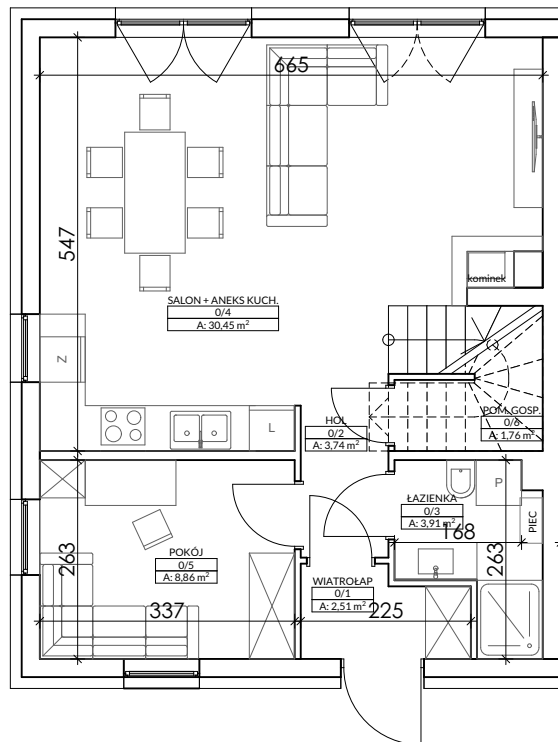 665
547
kominek
SALON + ANEKS KUCH.
0/4
A: 30,45 m²
Z
L
HOL
0/2
A: 3,74 m²
POM. GOSP.
0/6
A: 1,76 m²
ŁAZIENKA
0/3
A: 3,91 m²
P
PIEC
168
263
POKÓJ
0/5
A: 8,86 m²
263
WIATROŁAP
0/1
A: 2,51 m²
337
225